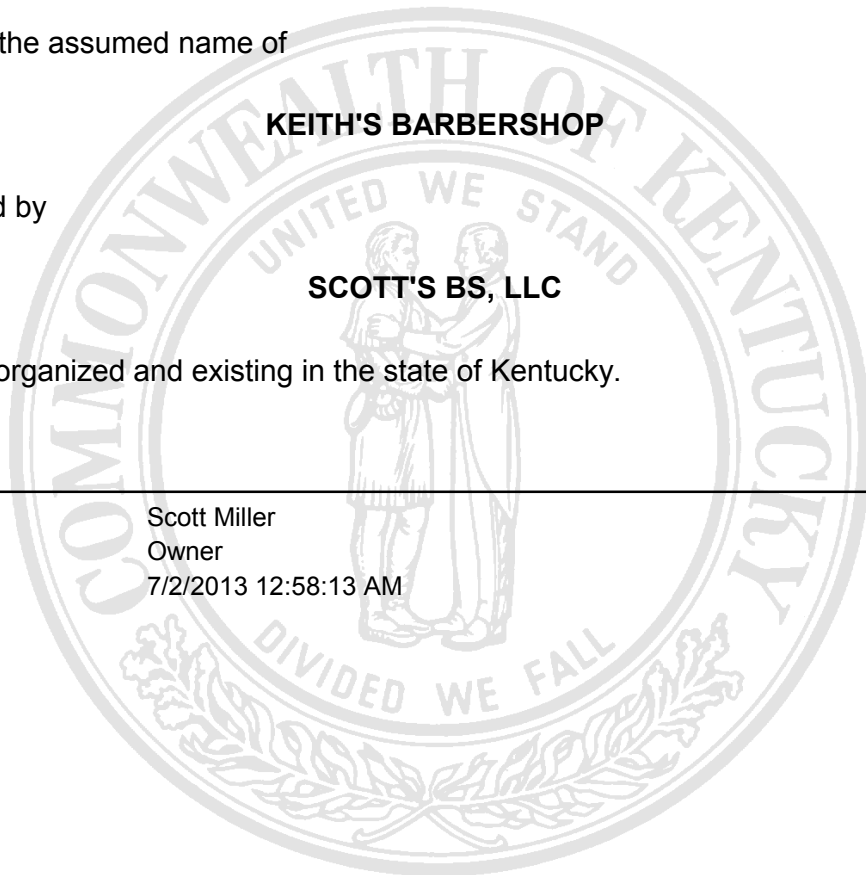 the assumed name of
KEITH'S BARBERSHOP
d by
SCOTT'S BS, LLC
organized and existing in the state of Kentucky.
Scott Miller
Owner
7/2/2013 12:58:13 AM
COMMONWEALTH OF KENTUCKY
UNITED WE STAND
DIVIDED WE FALL